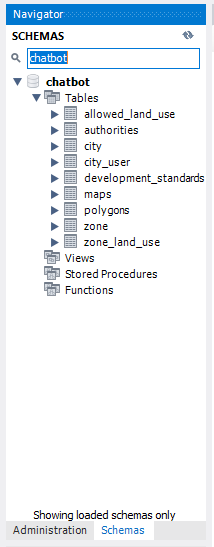 Navigator
SCHEMAS
chatbot
chatbot
Tables
allowed_land_use
authorities
city
city_user
development_standards
maps
polygons
zone
zone_land_use
Views
Stored Procedures
Functions
Showing loaded schemas only
Administration Schemas